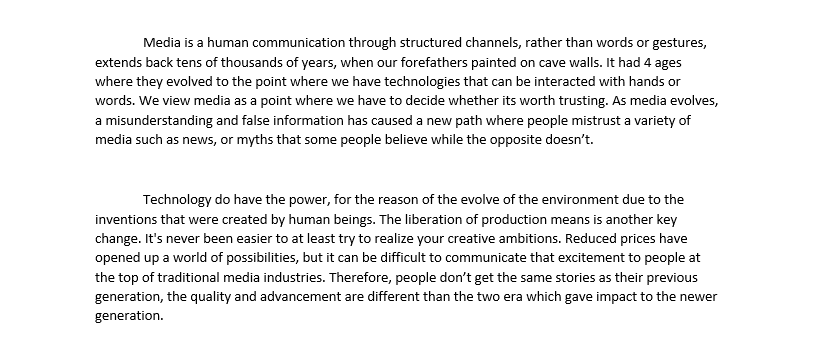 Media is a human communication through structured channels, rather than words or gestures,
extends back tens of thousands of years, when our forefathers painted on cave walls. It had 4 ages
where they evolved to the point where we have technologies that can be interacted with hands or
words. We view media as a point where we have to decide whether its worth trusting. As media evolves,
a misunderstanding and false information has caused a new path where people mistrust a variety of
media such as news, or myths that some people believe while the opposite doesn’t.
Technology do have the power, for the reason of the evolve of the environment due to the
inventions that were created by human beings. The liberation of production means is another key
change. It's never been easier to at least try to realize your creative ambitions. Reduced prices have
opened up a world of possibilities, but it can be difficult to communicate that excitement to people at
the top of traditional media industries. Therefore, people don’t get the same stories as their previous
generation, the quality and advancement are different than the two era which gave impact to the newer
generation.